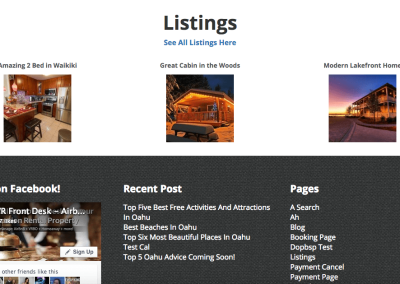 Listings
See All Listings Here
Amazing 2 Bed in Waikiki
Great Cabin in the Woods
Modern Lakefront Home
on Facebook!
Front Desk – Airb...
Sign Up
other friends like this
Recent Post
Top Five Best Free Activities And Attractions
In Oahu
Best Beaches In Oahu
Top Six Most Beautiful Places In Oahu
Test Cal
Top 5 Oahu Advice Coming Soon!
Pages
A Search
Ah
Blog
Booking Page
Dopbsp Test
Listings
Payment Cancel
Payment Page